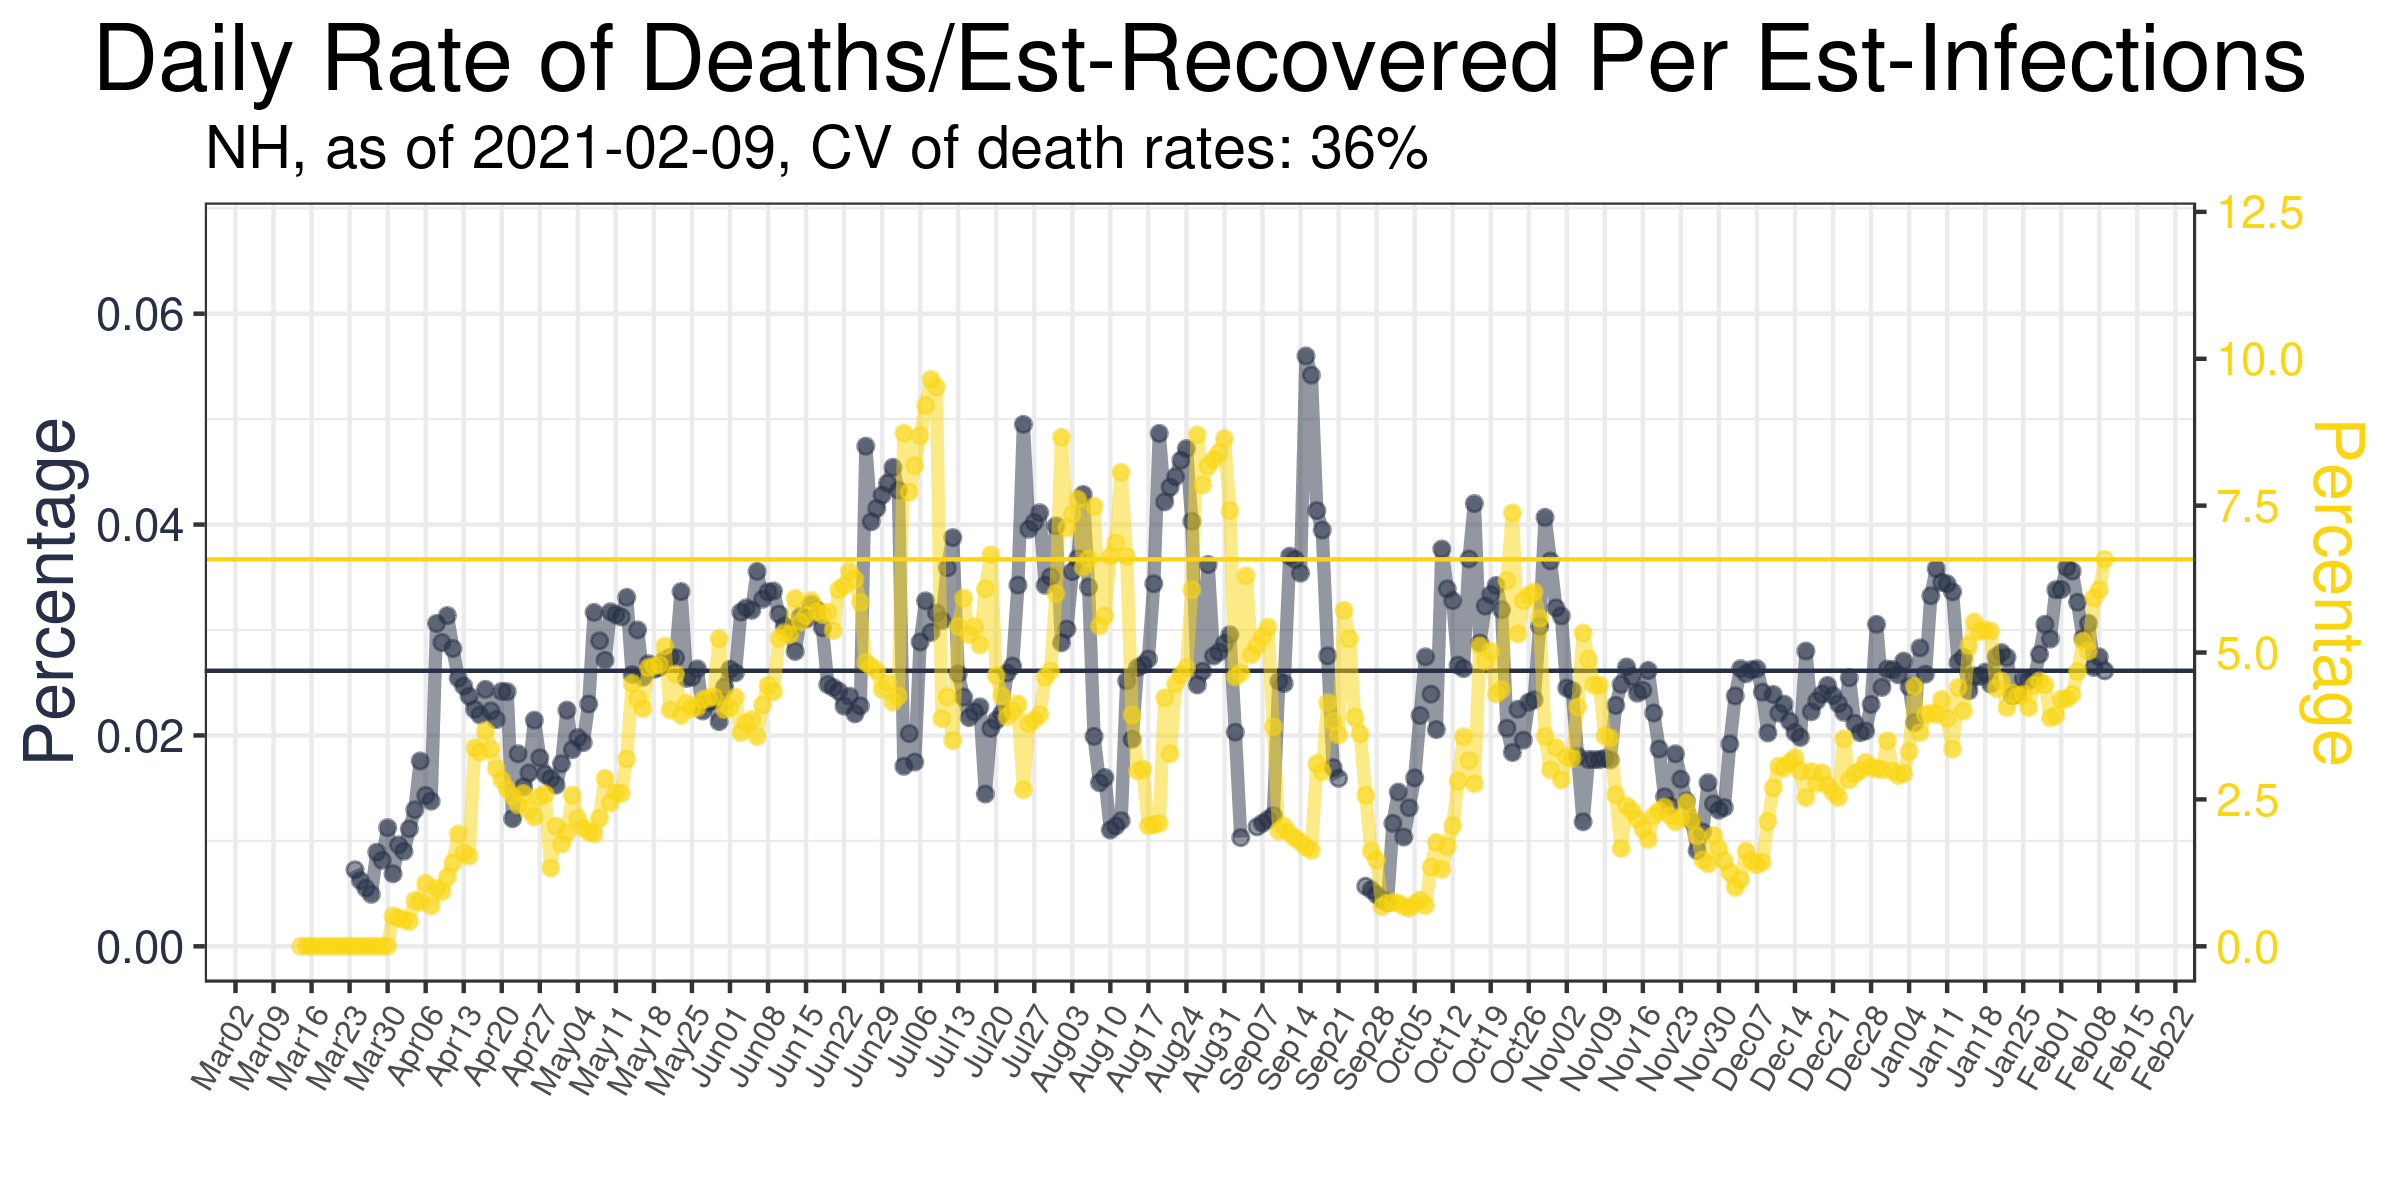 Daily Rate of Deaths/Est-Recovered Per Est-Infections
NH, as of 2021-02-09, CV of death rates: 36%
Percentage
0.06
0.04
0.02
0.00
12.5
10.0
7.5
5.0
2.5
0.0
Percentage
Mar02
Mar09
Mar16
Mar23
Mar30
Apr06
Apr13
Apr20
Apr27
May04
May11
May18
May25
Jun01
Jun08
Jun15
Jun22
Jun29
Jul06
Jul13
Jul20
Jul27
Aug03
Aug10
Aug17
Aug24
Aug31
Sep07
Sep14
Sep21
Sep28
Oct05
Oct12
Oct19
Oct26
Nov02
Nov09
Nov16
Nov23
Nov30
Dec07
Dec14
Dec21
Dec28
Jan04
Jan11
Jan18
Jan25
Feb01
Feb08
Feb15
Feb22